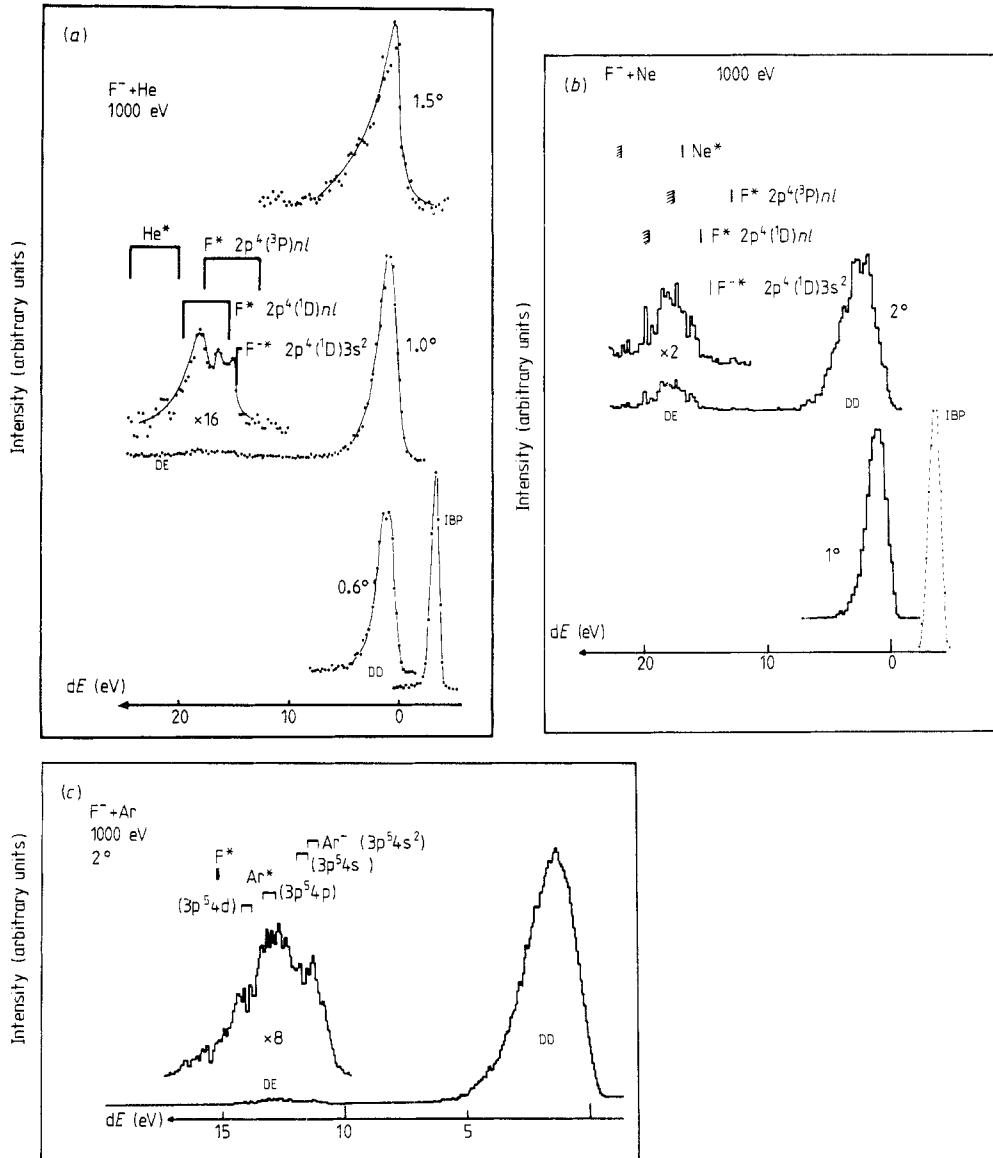 (a)
F⁻+He
1000 eV
1.5°
He*
F* 2p⁴(³P)nl
F* 2p⁴(¹D)nl
F⁻* 2p⁴(¹D)3s²
1.0°
×16
DE
IBP
0.6°
DD
dE (eV)
20 10 0
Intensity (arbitrary units)
(b)
F⁻+Ne 1000 eV
Ne*
F* 2p⁴(³P)nl
F* 2p⁴(¹D)nl
F⁻* 2p⁴(¹D)3s²
2°
×2
DE
DD
IBP
1°
dE (eV)
20 10 0
Intensity (arbitrary units)
(c)
F⁻+Ar
1000 eV
2°
Ar⁻ (3p⁵4s²)
(3p⁵4s)
F*
Ar*
(3p⁵4p)
(3p⁵4d)
×8
DE
DD
dE (eV)
15 10 5
Intensity (arbitrary units)